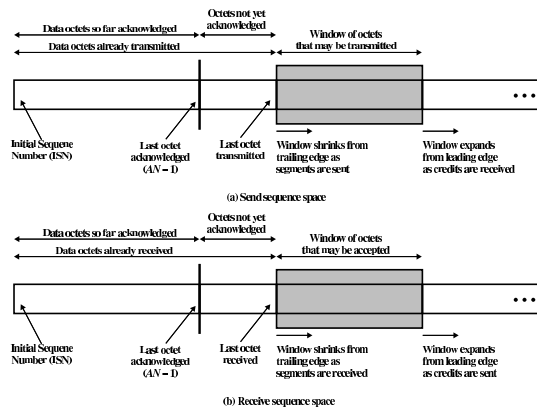 Octets not yet
acknowledged
Data octets so far acknowledged
Window of octets
that may be transmitted
Data octets already transmitted
• • •
Initial Sequene
Number (ISN)
Last octet
acknowledged
(AN – 1)
Last octet
transmitted
Window shrinks from
trailing edge as
segments are sent
Window expands
from leading edge
as credits are received
(a) Send sequence space
Octets not yet
acknowledged
Data octets so far acknowledged
Window of octets
that may be accepted
Data octets already received
• • •
Initial Sequene
Number (ISN)
Last octet
acknowledged
(AN – 1)
Last octet
received
Window shrinks from
trailing edge as
segments are received
Window expands
from leading edge
as credits are sent
(b) Receive sequence space